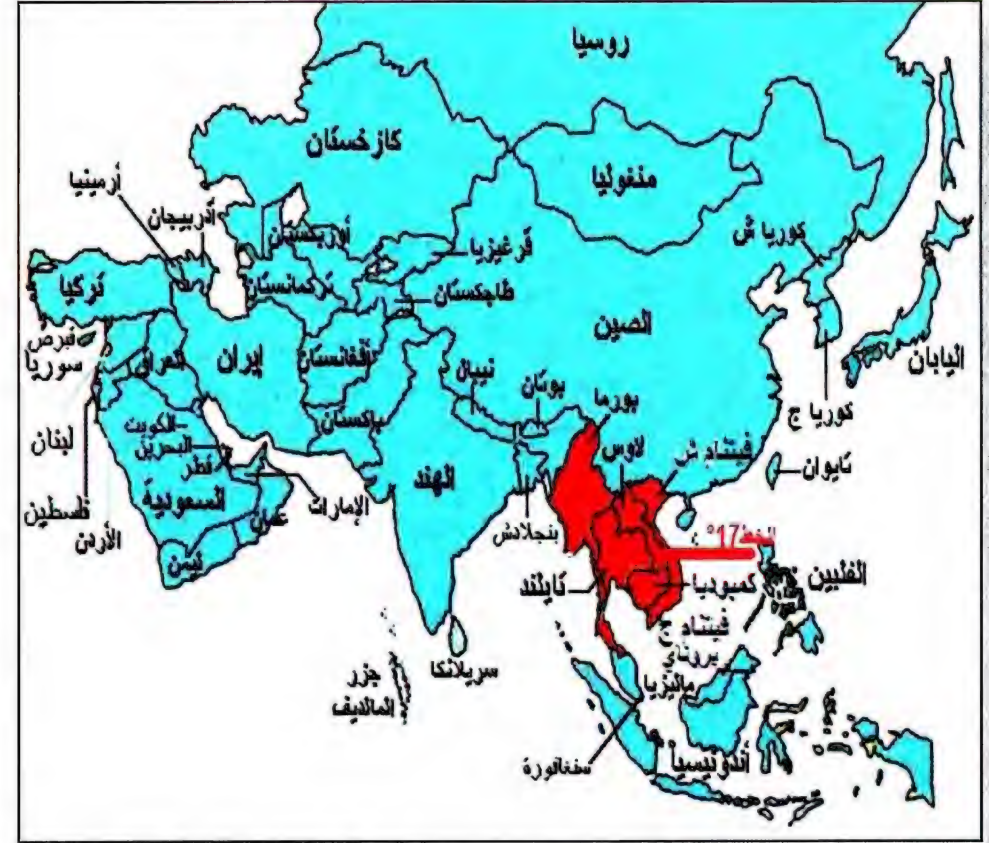 روسيا
كازخستان
منغوليا
أرمينيا
أذربيجان
أوزبكستان
قرغيزيا
كوريا ش
تركيا
تركمانستان
طاجكستان
الصين
قبرص
سوريا
العراق
إيران
أفغانستان
اليابان
نيبال
بوتان
بورما
كوريا ج
باكستان
الكويت
لبنان
البحرين
لاوس
فيتنام ش
قطر
الهند
تايوان
فلسطين
السعودية
الإمارات
عمان
الأردن
بنجلادش
الخط17°
اليمن
تايلند
كمبوديا
الفلبين
فيتنام ج
بروناي
سريلانكا
جزر
المالديف
ماليزيا
أندونيسيا
سنغافورة